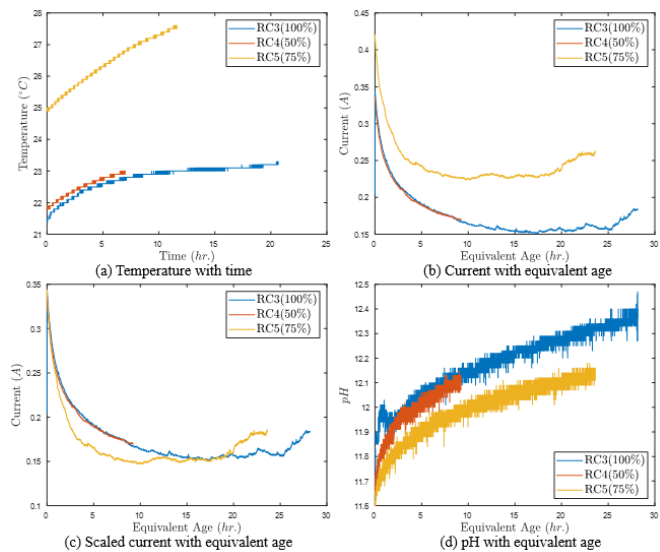 28
27
26
25
24
23
22
21
Temperature (°C)
RC3(100%)
RC4(50%)
RC5(75%)
0 5 10 15 20 25
Time (hr.)
(a) Temperature with time
0.45
0.4
0.35
0.3
0.25
0.2
0.15
Current (A)
RC3(100%)
RC4(50%)
RC5(75%)
0 5 10 15 20 25 30
Equivalent Age (hr.)
(b) Current with equivalent age
0.35
0.3
0.25
0.2
0.15
0.1
Current (A)
RC3(100%)
RC4(50%)
RC5(75%)
0 5 10 15 20 25 30
Equivalent Age (hr.)
(c) Scaled current with equivalent age
12.5
12.4
12.3
12.2
12.1
12
11.9
11.8
11.7
11.6
11.5
pH
RC3(100%)
RC4(50%)
RC5(75%)
0 5 10 15 20 25 30
Equivalent Age (hr.)
(d) pH with equivalent age